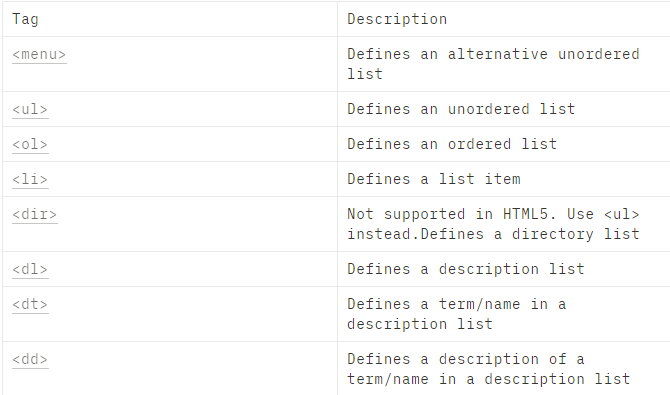 Tag Description
<menu> Defines an alternative unordered
list
<ul> Defines an unordered list
<ol> Defines an ordered list
<li> Defines a list item
<dir> Not supported in HTML5. Use <ul>
instead.Defines a directory list
<dl> Defines a description list
<dt> Defines a term/name in a
description list
<dd> Defines a description of a
term/name in a description list